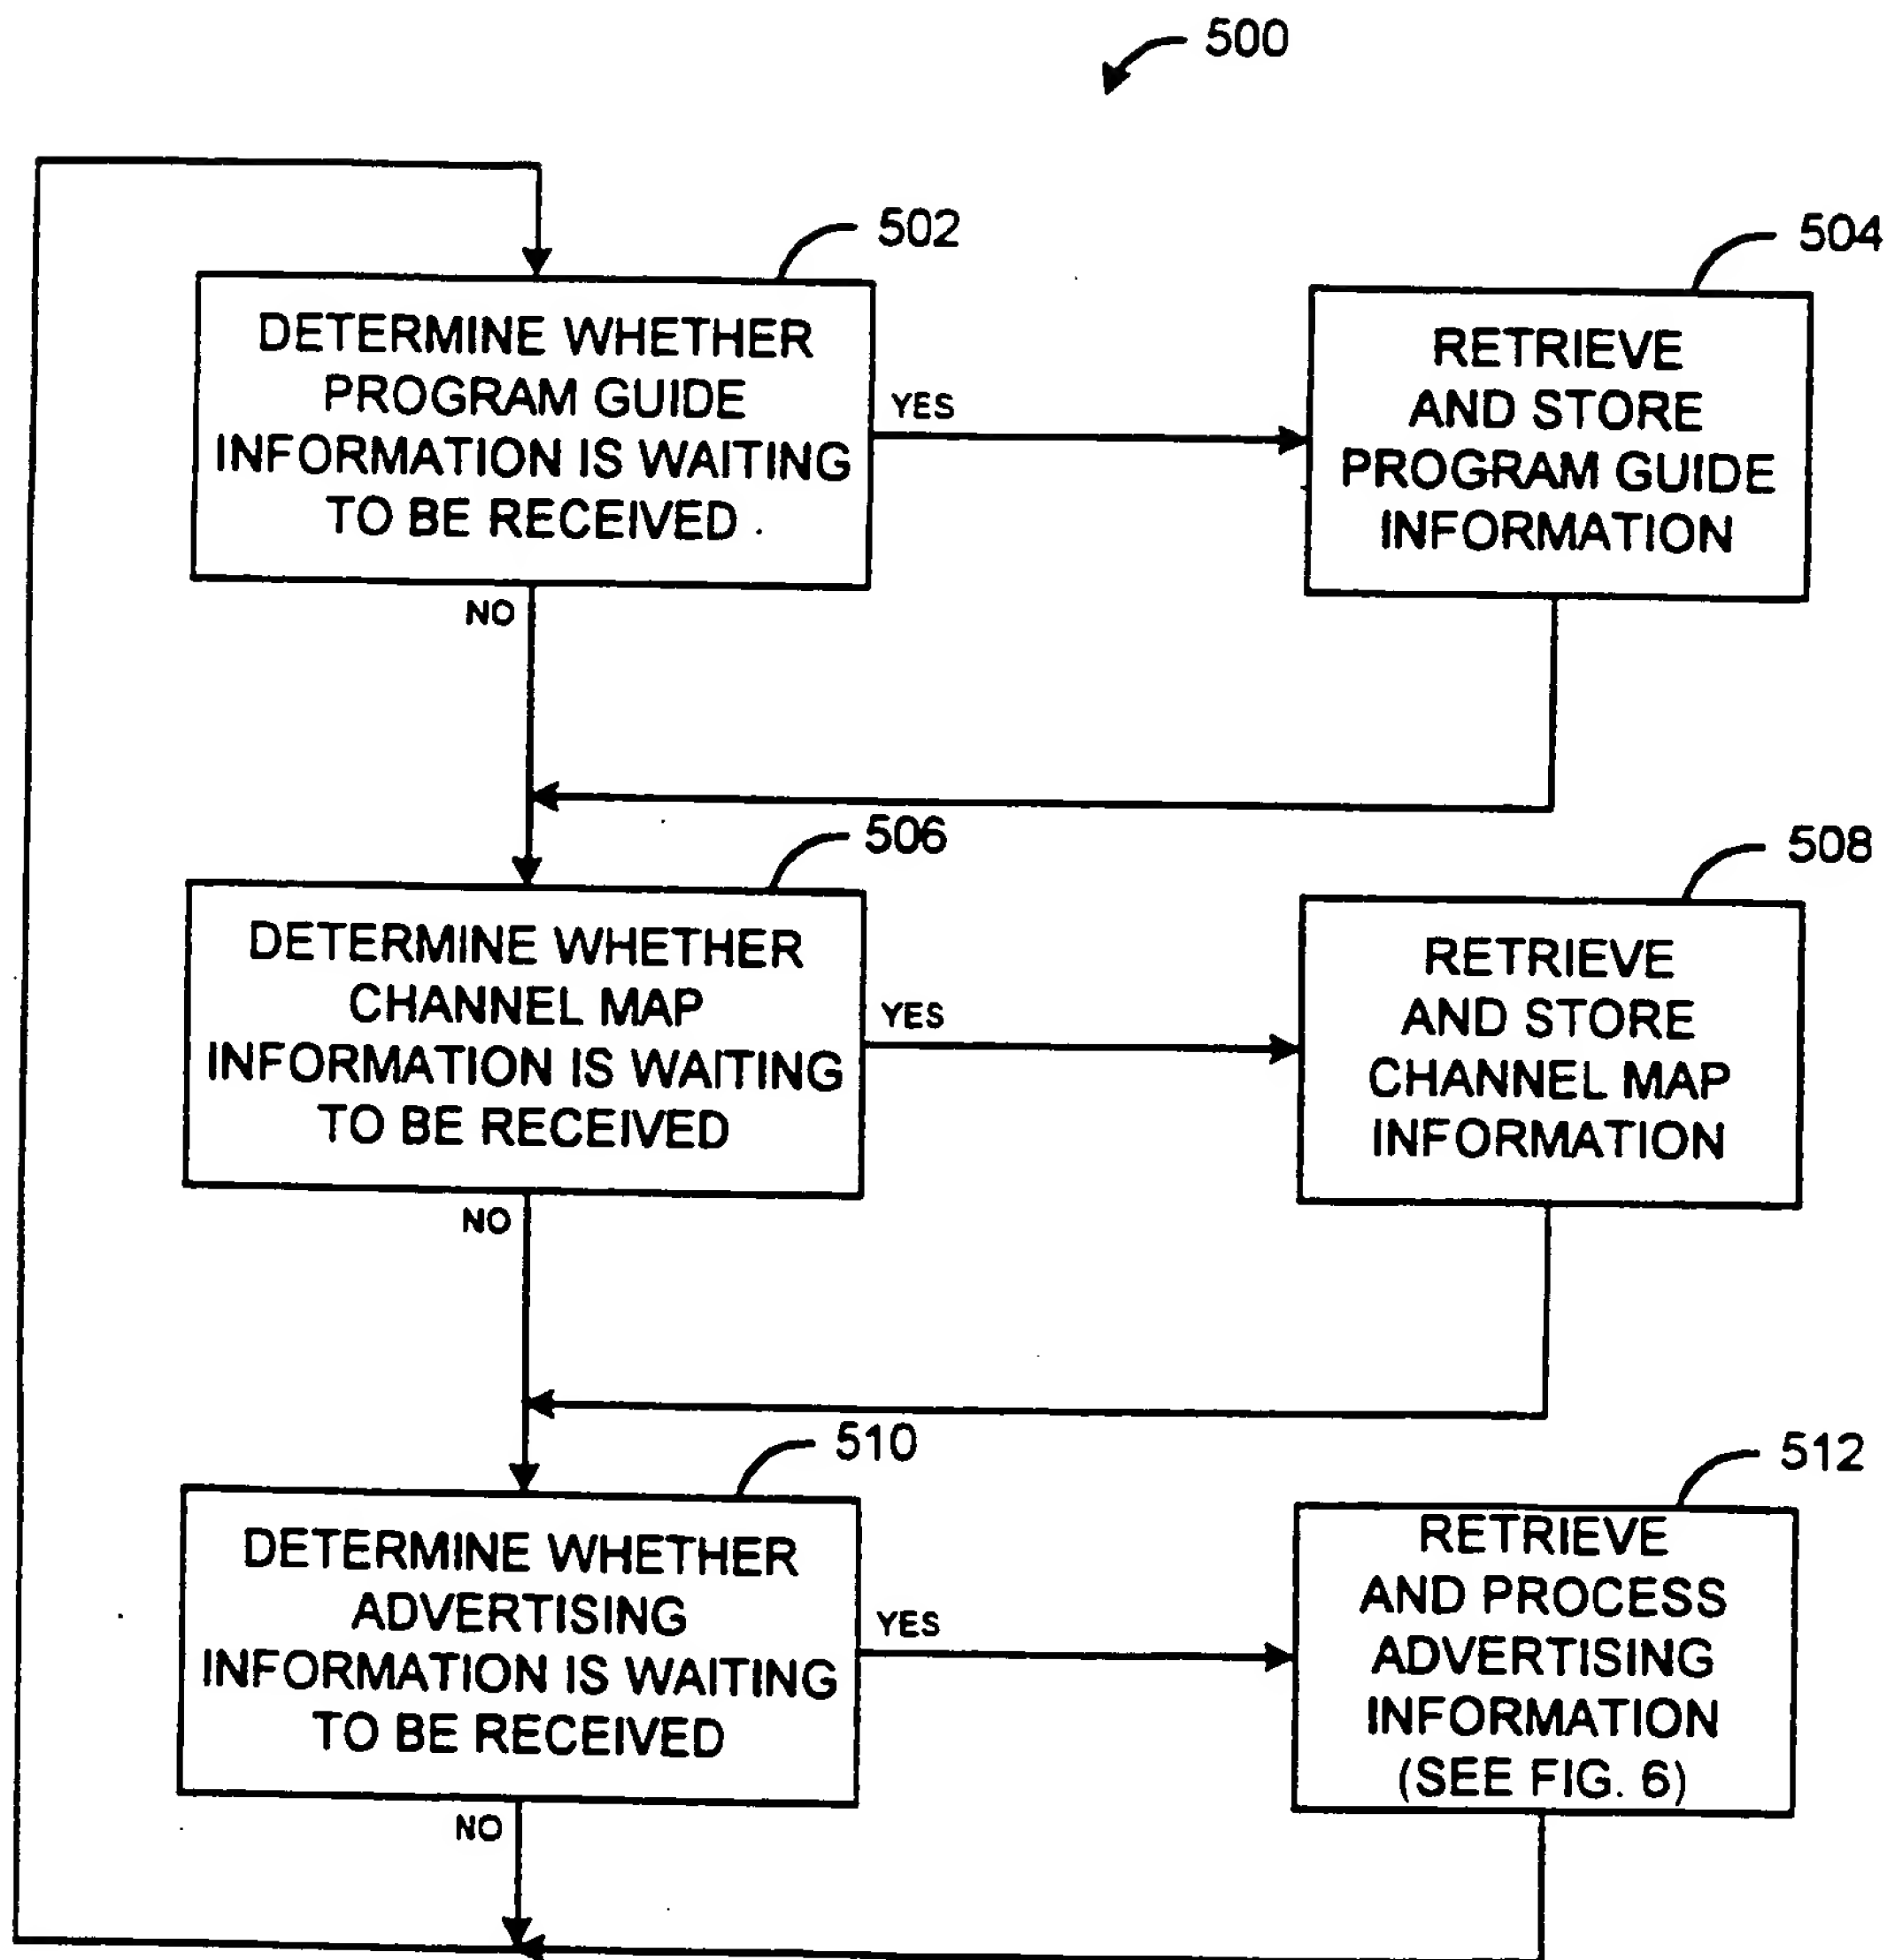 500
502
DETERMINE WHETHER
PROGRAM GUIDE
INFORMATION IS WAITING
TO BE RECEIVED
YES
NO
504
RETRIEVE
AND STORE
PROGRAM GUIDE
INFORMATION
506
DETERMINE WHETHER
CHANNEL MAP
INFORMATION IS WAITING
TO BE RECEIVED
YES
NO
508
RETRIEVE
AND STORE
CHANNEL MAP
INFORMATION
510
DETERMINE WHETHER
ADVERTISING
INFORMATION IS WAITING
TO BE RECEIVED
YES
NO
512
RETRIEVE
AND PROCESS
ADVERTISING
INFORMATION
(SEE FIG. 6)